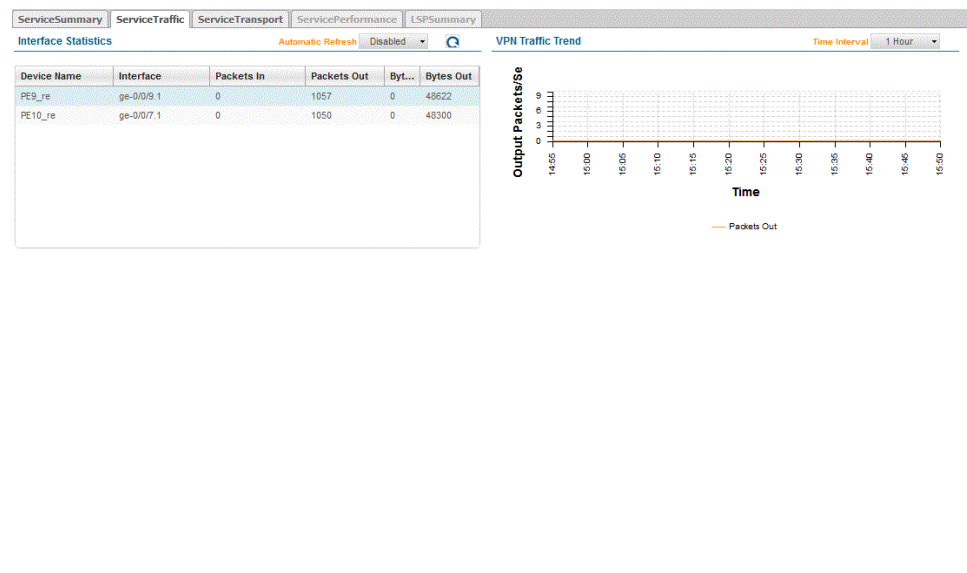 ServiceSummary ServiceTraffic ServiceTransport ServicePerformance LSPSummary
Interface Statistics Automatic Refresh Disabled
Device Name Interface Packets In Packets Out Byt... Bytes Out
PE9_re ge-0/0/9.1 0 1057 0 48622
PE10_re ge-0/0/7.1 0 1050 0 48300
VPN Traffic Trend Time Interval 1 Hour
Output Packets/Se
9
6
3
0
14:55 15:00 15:05 15:10 15:15 15:20 15:25 15:30 15:35 15:40 15:45 15:50
Time
Packets Out